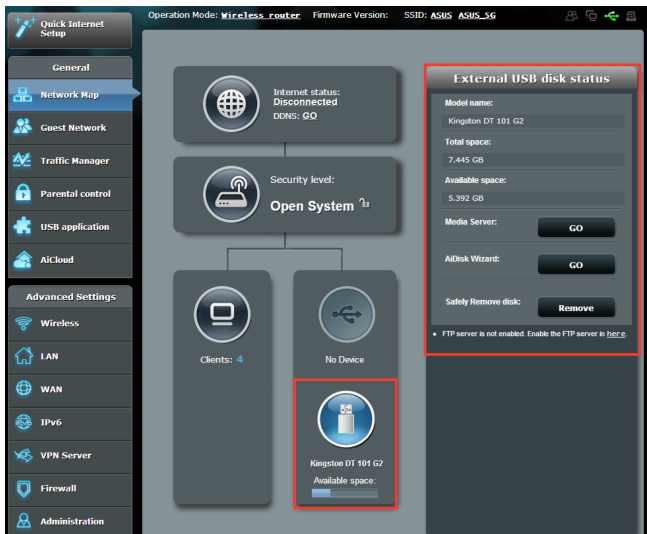 Quick Internet
Setup
Operation Mode: Wireless router Firmware Version: SSID: ASUS ASUS_5G
General
Network Map
Guest Network
Traffic Manager
Parental control
USB application
AiCloud
Advanced Settings
Wireless
LAN
WAN
IPv6
VPN Server
Firewall
Administration
Internet status:
Disconnected
DDNS: GO
Security level:
Open System
Clients: 4
No Device
Kingston DT 101 G2
Available space:
External USB disk status
Model name:
Kingston DT 101 G2
Total space:
7.445 GB
Available space:
5.392 GB
Media Server: GO
AiDisk Wizard: GO
Safely Remove disk: Remove
• FTP server is not enabled. Enable the FTP server in here.